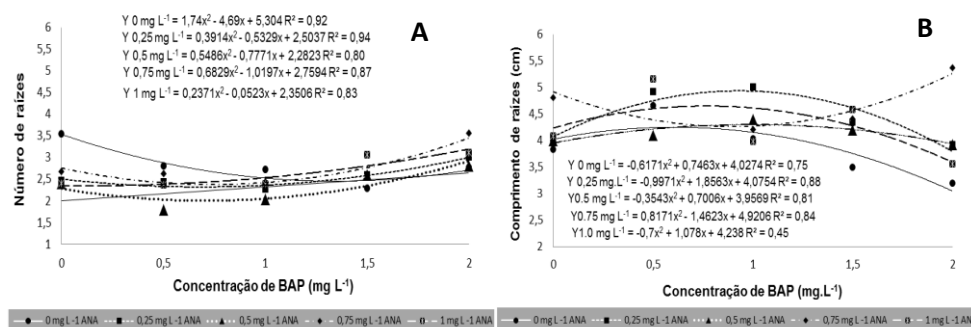 A
Y 0 mg L⁻¹ = 1,74x² - 4,69x + 5,304 R² = 0,92
Y 0,25 mg L⁻¹ = 0,3914x² - 0,5329x + 2,5037 R² = 0,94
Y 0,5 mg L⁻¹ = 0,5486x² - 0,7771x + 2,2823 R² = 0,80
Y 0,75 mg L⁻¹ = 0,6829x² - 1,0197x + 2,7594 R² = 0,87
Y 1 mg L⁻¹ = 0,2371x² - 0,0523x + 2,3506 R² = 0,83
Número de raízes
6
5,5
5
4,5
4
3,5
3
2,5
2
1,5
1
0
0,5
1
1,5
2
Concentração de BAP (mg L⁻¹)
0 mg L-1 ANA
0,25 mg L-1 ANA
0,5 mg L-1 ANA
0,75 mg L-1 ANA
1 mg L-1 ANA
B
Comprimento de raízes (cm)
6
5,5
5
4,5
4
3,5
3
2,5
2
Y 0 mg L⁻¹ = -0,6171x² + 0,7463x + 4,0274 R² = 0,75
Y 0,25 mg L⁻¹ = -0,9971x² + 1,8563x + 4,0754 R² = 0,88
Y0.5 mg L⁻¹ = -0,3543x² + 0,7006x + 3,9569 R² = 0,81
Y0.75 mg L⁻¹ = 0,8171x² - 1,4623x + 4,9206 R² = 0,84
Y1.0 mg L⁻¹ = -0,7x² + 1,078x + 4,238 R² = 0,45
0
0,5
1
1,5
2
Concentração de BAP (mg.L⁻¹)
0 mg L-1 ANA
0,25 mg L-1 ANA
0,5 mg L-1 ANA
0,75 mg L-1 ANA
1 mg L-1 ANA